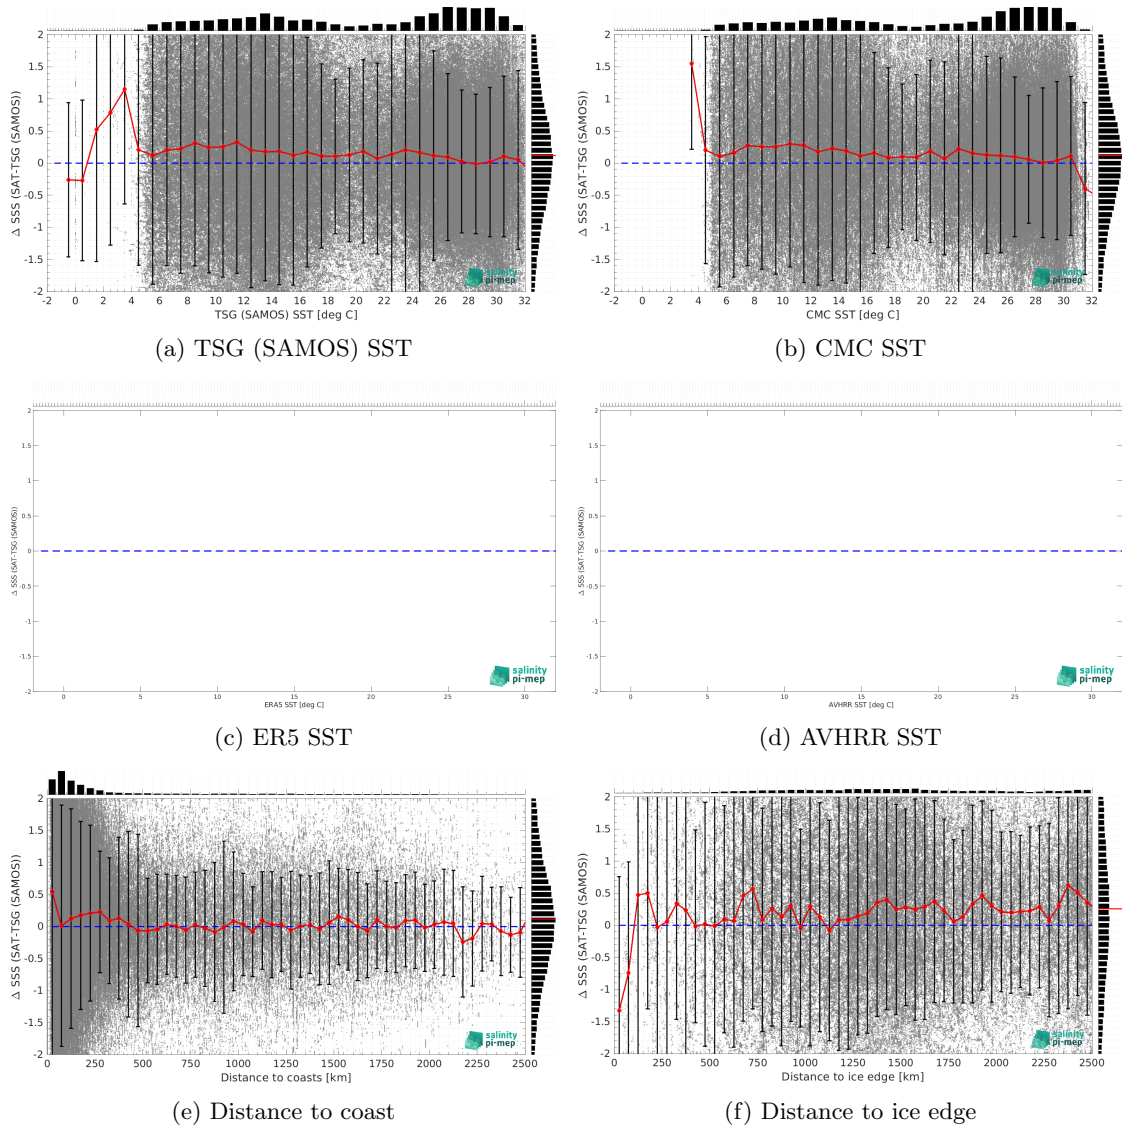 2
1.5
1
0.5
0
-0.5
-1
-1.5
-2
Δ SSS (SAT-TSG (SAMOS))
-2 0 2 4 6 8 10 12 14 16 18 20 22 24 26 28 30 32
TSG (SAMOS) SST [deg C]
salinity
pi-mep
(a) TSG (SAMOS) SST
2
1.5
1
0.5
0
-0.5
-1
-1.5
-2
Δ SSS (SAT-TSG (SAMOS))
-2 0 2 4 6 8 10 12 14 16 18 20 22 24 26 28 30 32
CMC SST [deg C]
salinity
pi-mep
(b) CMC SST
2
1.5
1
0.5
0
-0.5
-1
-1.5
-2
Δ SSS (SAT-TSG (SAMOS))
0 5 10 15 20 25 30
ERA5 SST [deg C]
salinity
pi-mep
(c) ER5 SST
2
1.5
1
0.5
0
-0.5
-1
-1.5
-2
Δ SSS (SAT-TSG (SAMOS))
0 5 10 15 20 25 30
AVHRR SST [deg C]
salinity
pi-mep
(d) AVHRR SST
2
1.5
1
0.5
0
-0.5
-1
-1.5
-2
Δ SSS (SAT-TSG (SAMOS))
0 250 500 750 1000 1250 1500 1750 2000 2250 2500
Distance to coasts [km]
salinity
pi-mep
(e) Distance to coast
2
1.5
1
0.5
0
-0.5
-1
-1.5
-2
Δ SSS (SAT-TSG (SAMOS))
0 250 500 750 1000 1250 1500 1750 2000 2250 2500
Distance to ice edge [km]
salinity
pi-mep
(f) Distance to ice edge